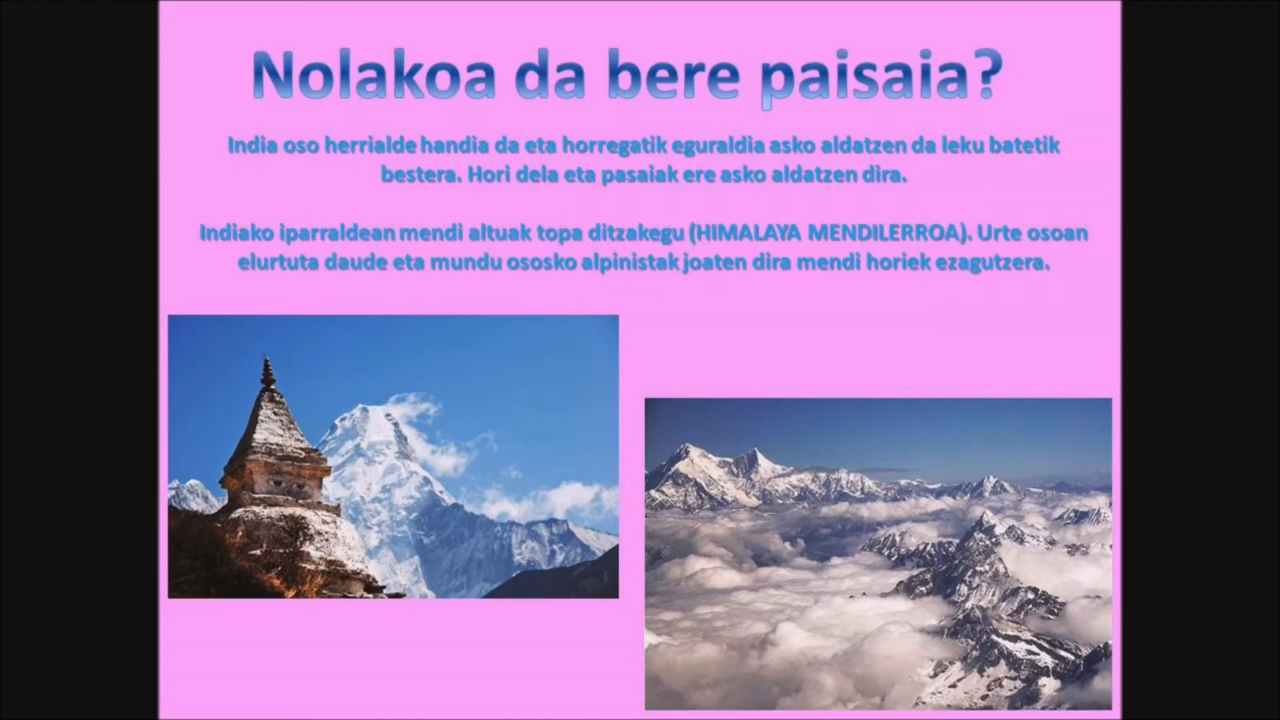 Nolakoa da bere paisaia?
India oso herrialde handia da eta horregatik eguraldia asko aldatzen da leku batetik
bestera. Hori dela eta pasaiak ere asko aldatzen dira.
Indiako iparraldean mendi altuak topa ditzakegu (HIMALAYA MENDILERROA). Urte osoan
elurtuta daude eta mundu ososko alpinistak joaten dira mendi horiek ezagutzera.